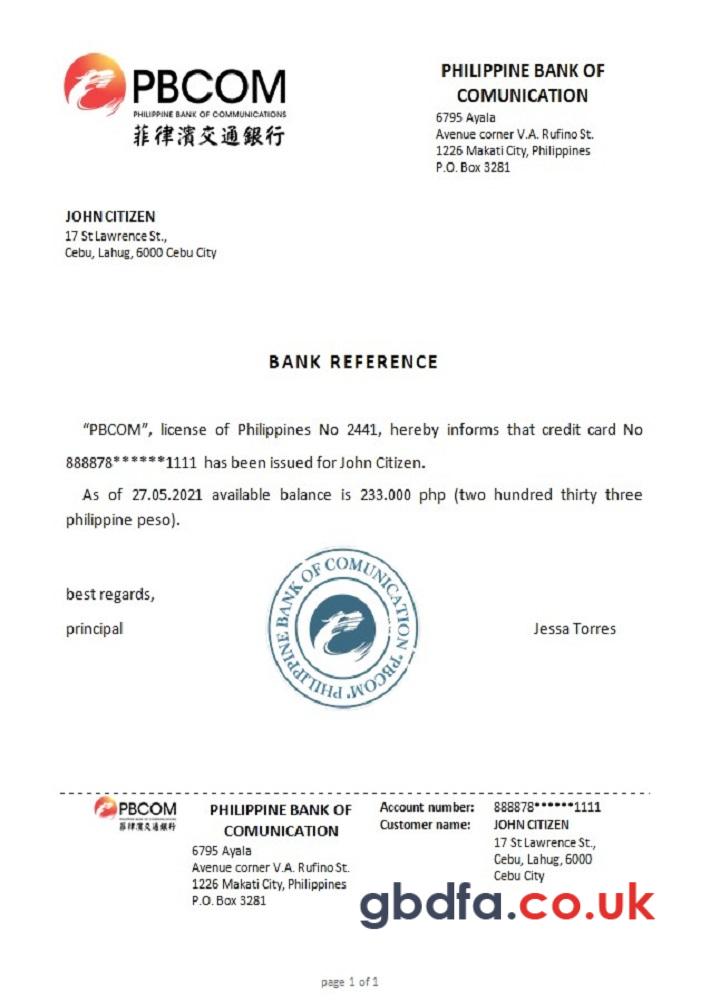 PBCOM
PHILIPPINE BANK OF COMMUNICATIONS
菲律濱交通銀行
PHILIPPINE BANK OF
COMUNICATION
6795 Ayala
Avenue corner V.A. Rufino St.
1226 Makati City, Philippines
P.O. Box 3281
JOHN CITIZEN
17 St Lawrence St.,
Cebu, Lahug, 6000 Cebu City
BANK REFERENCE
“PBCOM”, license of Philippines No 2441, hereby informs that credit card No
888878******1111 has been issued for John Citizen.
As of 27.05.2021 available balance is 233.000 php (two hundred thirty three
philippine peso).
best regards,
principal
PHILIPPINE BANK OF COMUNICATION "PBCOM"
Jessa Torres
PBCOM
菲律濱交通銀行
PHILIPPINE BANK OF
COMUNICATION
6795 Ayala
Avenue corner V.A. Rufino St.
1226 Makati City, Philippines
P.O. Box 3281
Account number: 888878******1111
Customer name: JOHN CITIZEN
17 St Lawrence St.,
Cebu, Lahug, 6000
Cebu City
gbdfa.co.uk
page 1 of 1